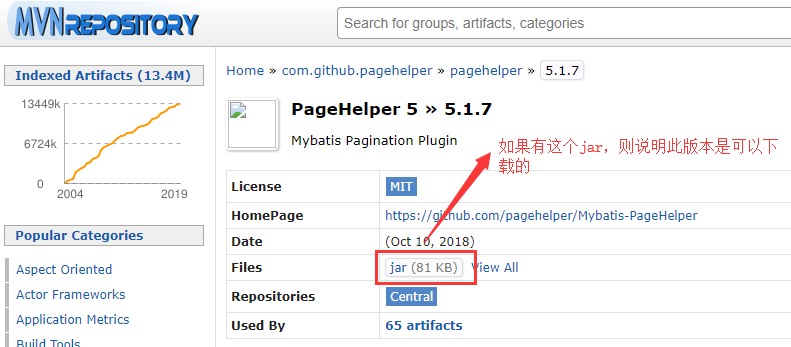 MVNREPOSITORY
Search for groups, artifacts, categories
Indexed Artifacts (13.4M)
13449k
6724k
0
2004 2019
Popular Categories
Aspect Oriented
Actor Frameworks
Application Metrics
Build Tools
Home » com.github.pagehelper » pagehelper » 5.1.7
PageHelper 5 » 5.1.7
Mybatis Pagination Plugin
如果有这个jar，则说明此版本是可以下
载的
License MIT
HomePage https://github.com/pagehelper/Mybatis-PageHelper
Date (Oct 10, 2018)
Files jar (81 KB) View All
Repositories Central
Used By 65 artifacts